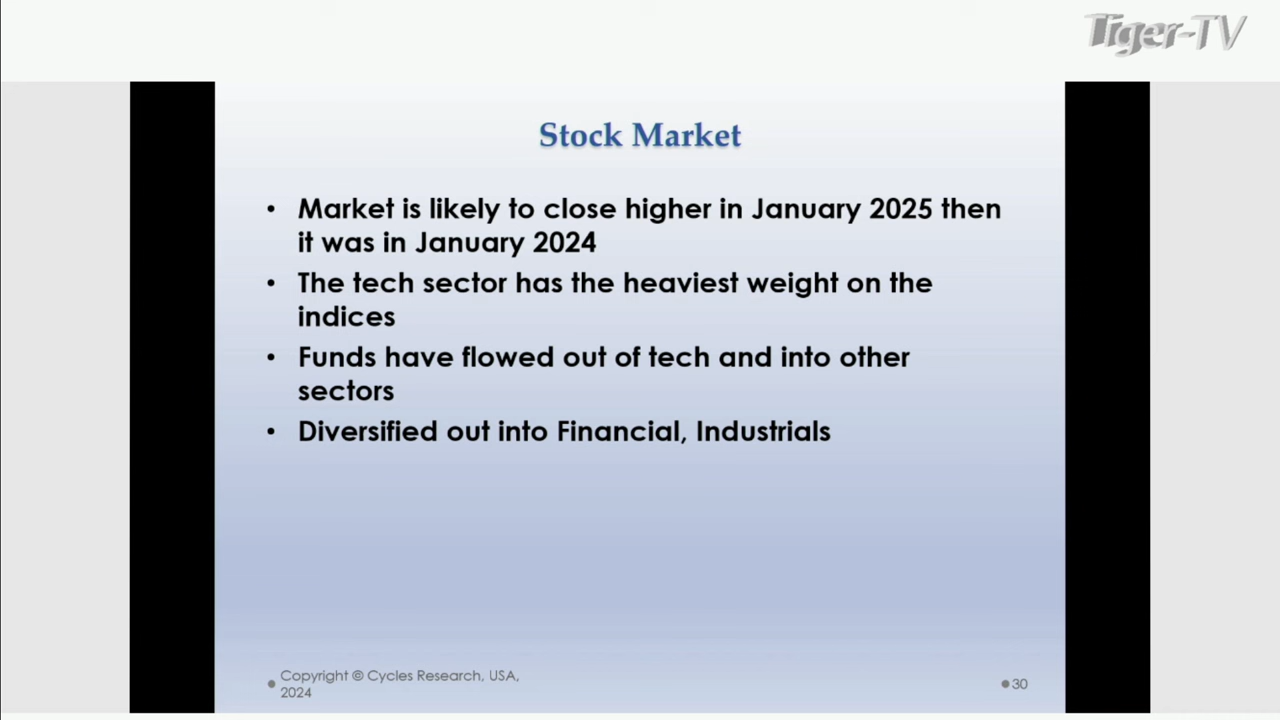 Tiger-TV
Stock Market
• Market is likely to close higher in January 2025 then
it was in January 2024
• The tech sector has the heaviest weight on the
indices
• Funds have flowed out of tech and into other
sectors
• Diversified out into Financial, Industrials
• Copyright © Cycles Research, USA,
2024
• 30